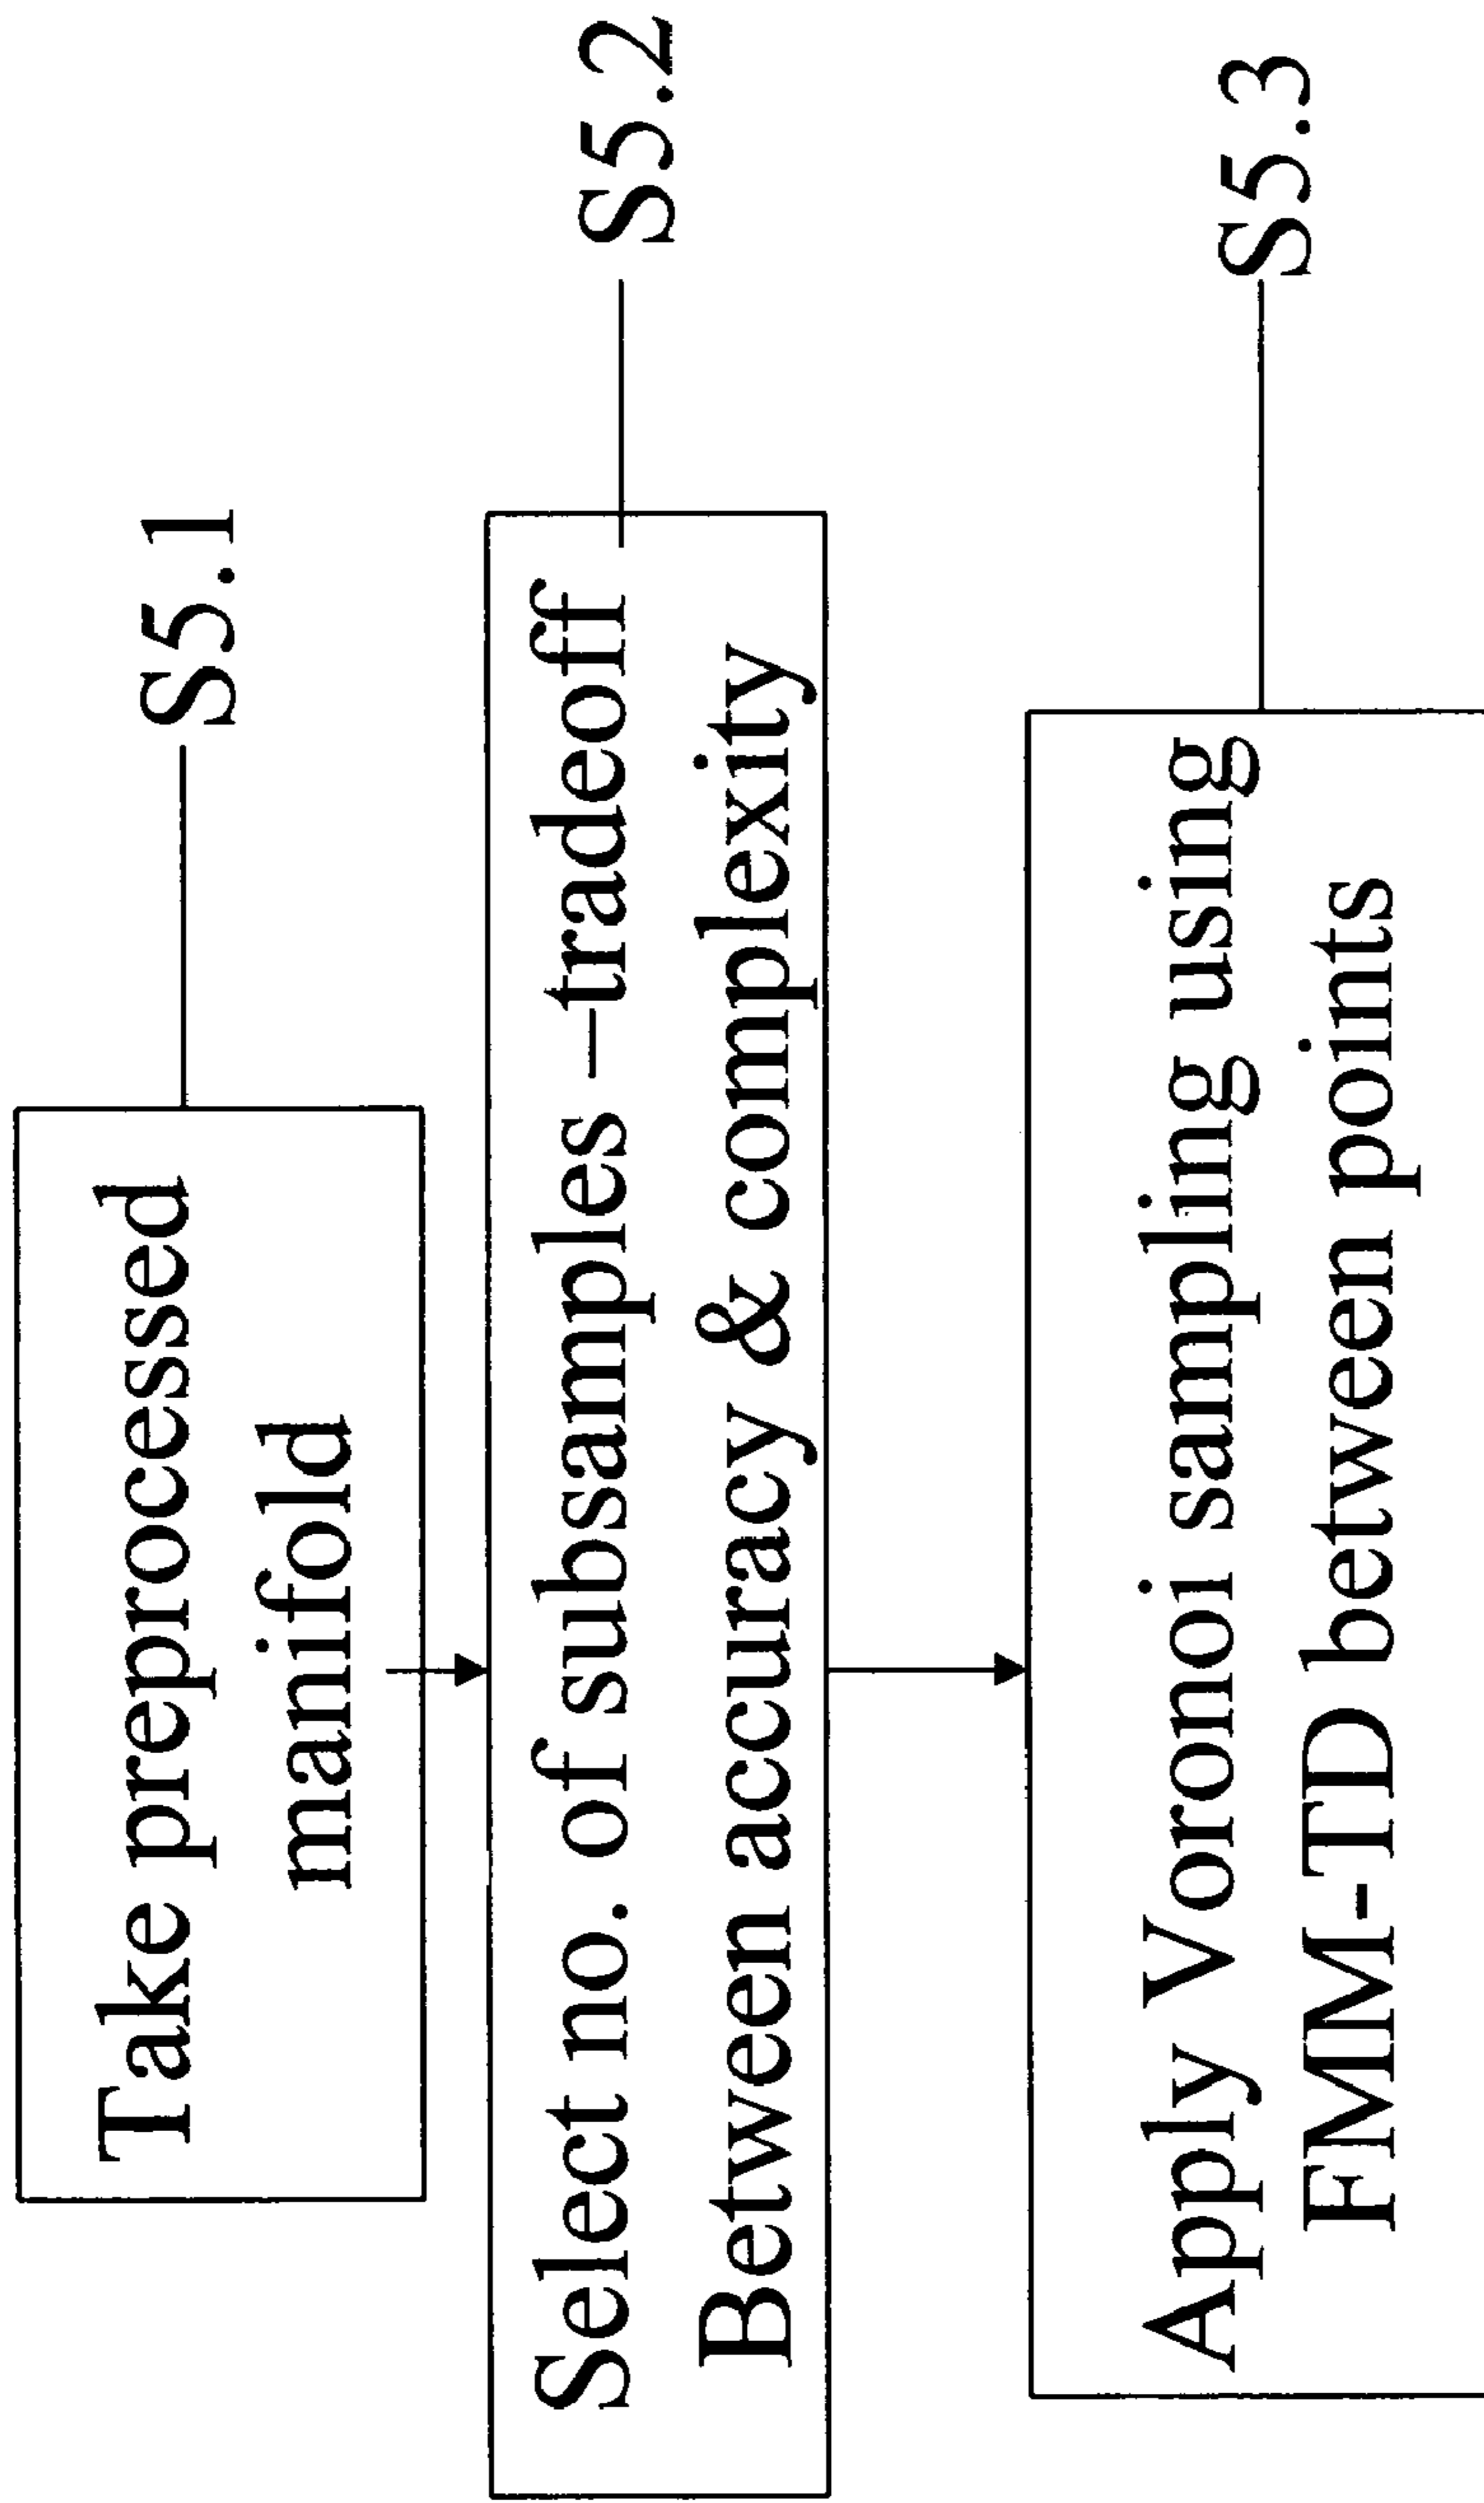 Take preprocessed
manifold
S5.1
Select no. of subsamples –tradeoff
Between accuracy & complexity
S5.2
Apply Voronoi sampling using
FMM-TD between points
S5.3